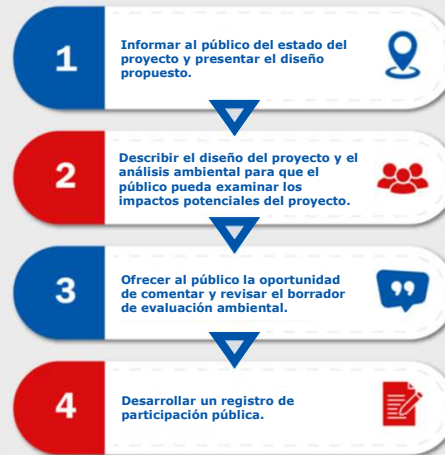 1
Informar al público del estado del
proyecto y presentar el diseño
propuesto.
2
Describir el diseño del proyecto y el
análisis ambiental para que el
público pueda examinar los
impactos potenciales del proyecto.
3
Ofrecer al público la oportunidad
de comentar y revisar el borrador
de evaluación ambiental.
4
Desarrollar un registro de
participación pública.